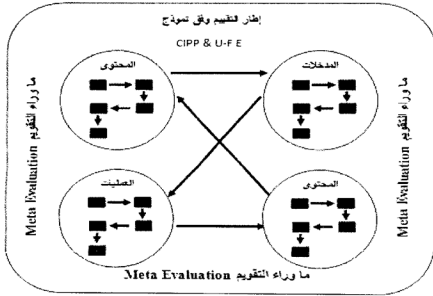 إطار التقييم وفق نموذج
CIPP & U-F E
المحتوى
المدخلات
ما وراء التقويم Meta Evaluation
ما وراء التقويم Meta Evaluation
العمليات
المحتوى
ما وراء التقويم Meta Evaluation